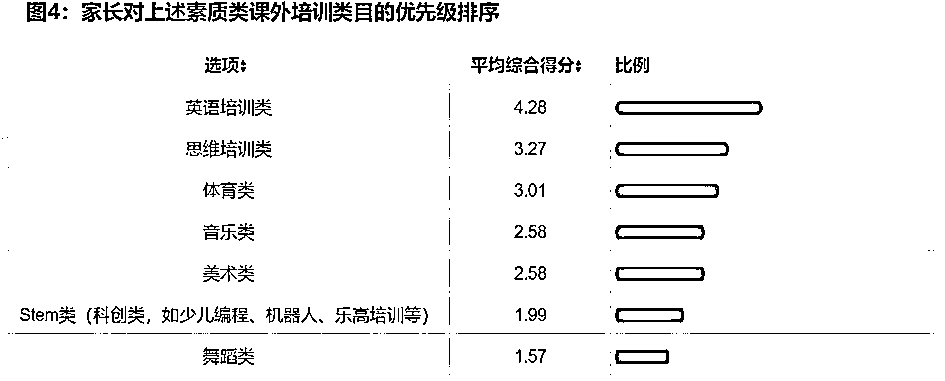 图4：家长对上述素质类课外培训类目的优先级排序
选项 平均综合得分 比例
英语培训类 4.28
思维培训类 3.27
体育类 3.01
音乐类 2.58
美术类 2.58
Stem类（科创类，如少儿编程、机器人、乐高培训等） 1.99
舞蹈类 1.57